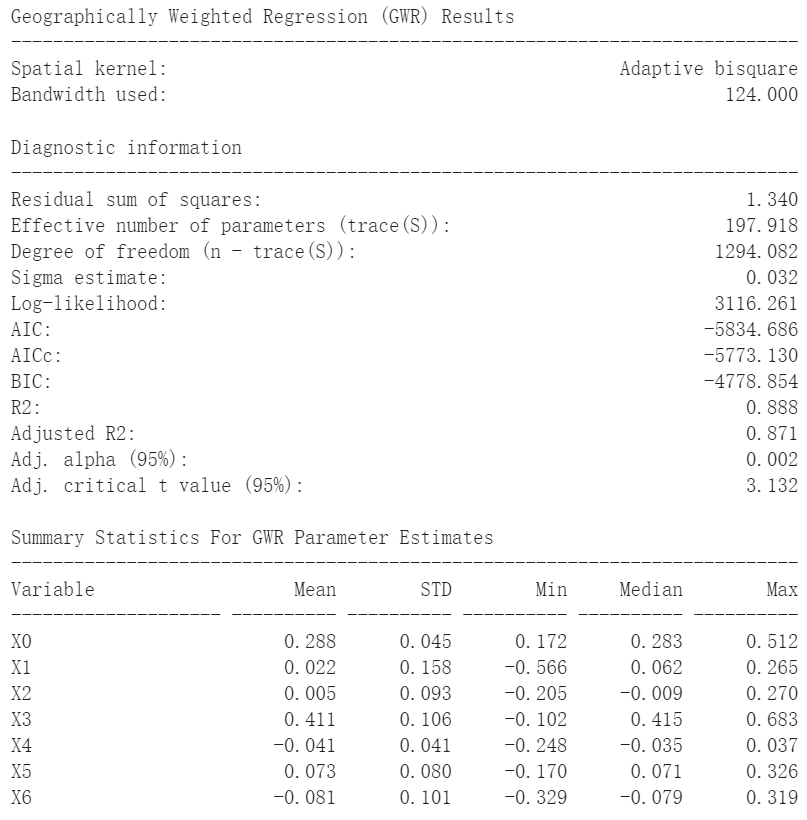 Geographically Weighted Regression (GWR) Results
---------------------------------------------------------------------------
Spatial kernel: Adaptive bisquare
Bandwidth used: 124.000
Diagnostic information
---------------------------------------------------------------------------
Residual sum of squares: 1.340
Effective number of parameters (trace(S)): 197.918
Degree of freedom (n - trace(S)): 1294.082
Sigma estimate: 0.032
Log-likelihood: 3116.261
AIC: -5834.686
AICc: -5773.130
BIC: -4778.854
R2: 0.888
Adjusted R2: 0.871
Adj. alpha (95%): 0.002
Adj. critical t value (95%): 3.132
Summary Statistics For GWR Parameter Estimates
---------------------------------------------------------------------------
Variable Mean STD Min Median Max
-------------------- ---------- ---------- ---------- ---------- ----------
X0 0.288 0.045 0.172 0.283 0.512
X1 0.022 0.158 -0.566 0.062 0.265
X2 0.005 0.093 -0.205 -0.009 0.270
X3 0.411 0.106 -0.102 0.415 0.683
X4 -0.041 0.041 -0.248 -0.035 0.037
X5 0.073 0.080 -0.170 0.071 0.326
X6 -0.081 0.101 -0.329 -0.079 0.319